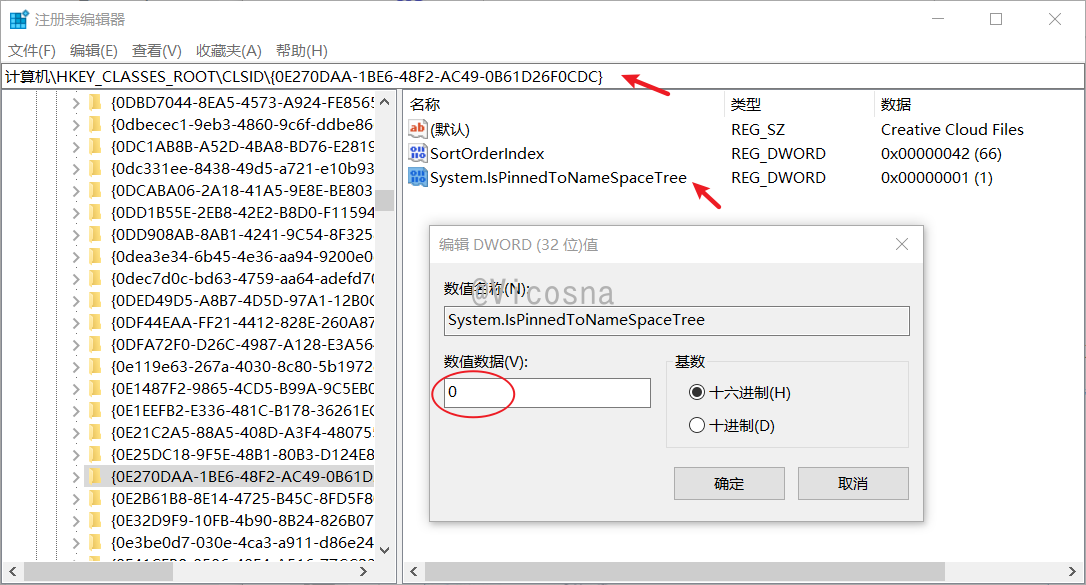 注册表编辑器
文件(F) 编辑(E) 查看(V) 收藏夹(A) 帮助(H)
计算机\HKEY_CLASSES_ROOT\CLSID\{0E270DAA-1BE6-48F2-AC49-0B61D26F0CDC}
{0DBD7044-8EA5-4573-A924-FE8565
{0dbecec1-9eb3-4860-9c6f-ddbe86
{0DC1AB8B-A52D-4BA8-BD76-E2819
{0dc331ee-8438-49d5-a721-e10b93
{0DCABA06-2A18-41A5-9E8E-BE803
{0DD1B55E-2EB8-42E2-B8D0-F11594
{0DD908AB-8AB1-4241-9C54-8F325
{0dea3e34-6b45-4e36-aa94-9200e0
{0dec7d0c-bd63-4759-aa64-adefd70
{0DED49D5-A8B7-4D5D-97A1-12B0C
{0DF44EAA-FF21-4412-828E-260A87
{0DFA72F0-D26C-4987-A128-E3A564
{0e119e63-267a-4030-8c80-5b1972
{0E1487F2-9865-4CD5-B99A-9C5EB0
{0E1EEFB2-E336-481C-B178-36261EC
{0E21C2A5-88A5-408D-A3F4-480759
{0E25DC18-9F5E-48B1-80B3-D124E8
{0E270DAA-1BE6-48F2-AC49-0B61D
{0E2B61B8-8E14-4725-B45C-8FD5F8
{0E32D9F9-10FB-4b90-8B24-826B07
{0e3be0d7-030e-4ca3-a911-d86e24
名称 类型 数据
(默认) REG_SZ Creative Cloud Files
SortOrderIndex REG_DWORD 0x00000042 (66)
System.IsPinnedToNameSpaceTree REG_DWORD 0x00000001 (1)
编辑 DWORD (32 位)值
数值名称(N):
@Vicosna
System.IsPinnedToNameSpaceTree
数值数据(V):
0
基数
十六进制(H)
十进制(D)
确定 取消